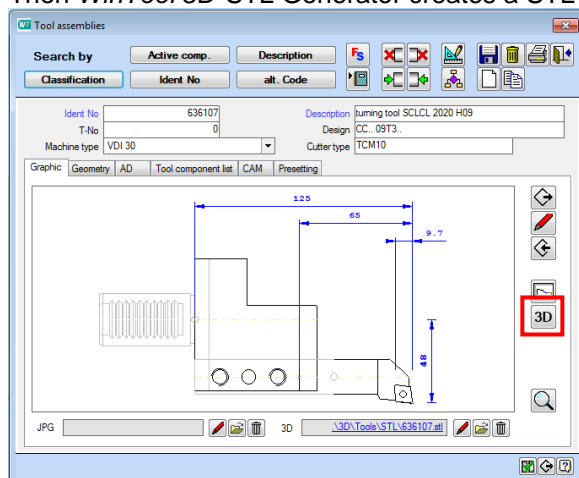 Then WinTool 3D STL Generator creates a STL
WT Tool assemblies
Search by Active comp. Description FS
Classification Ident No alt. Code
Ident No 636107 Description turning tool SCLCL 2020 H09
T-No 0 Design CC.. 09T3..
Machine type VDI 30 Cutter type TCM10
Graphic Geometry AD Tool component list CAM Presetting
125
65
9.7
3D
48
JPG 3D .\3D\Tools\STL\636107.stl